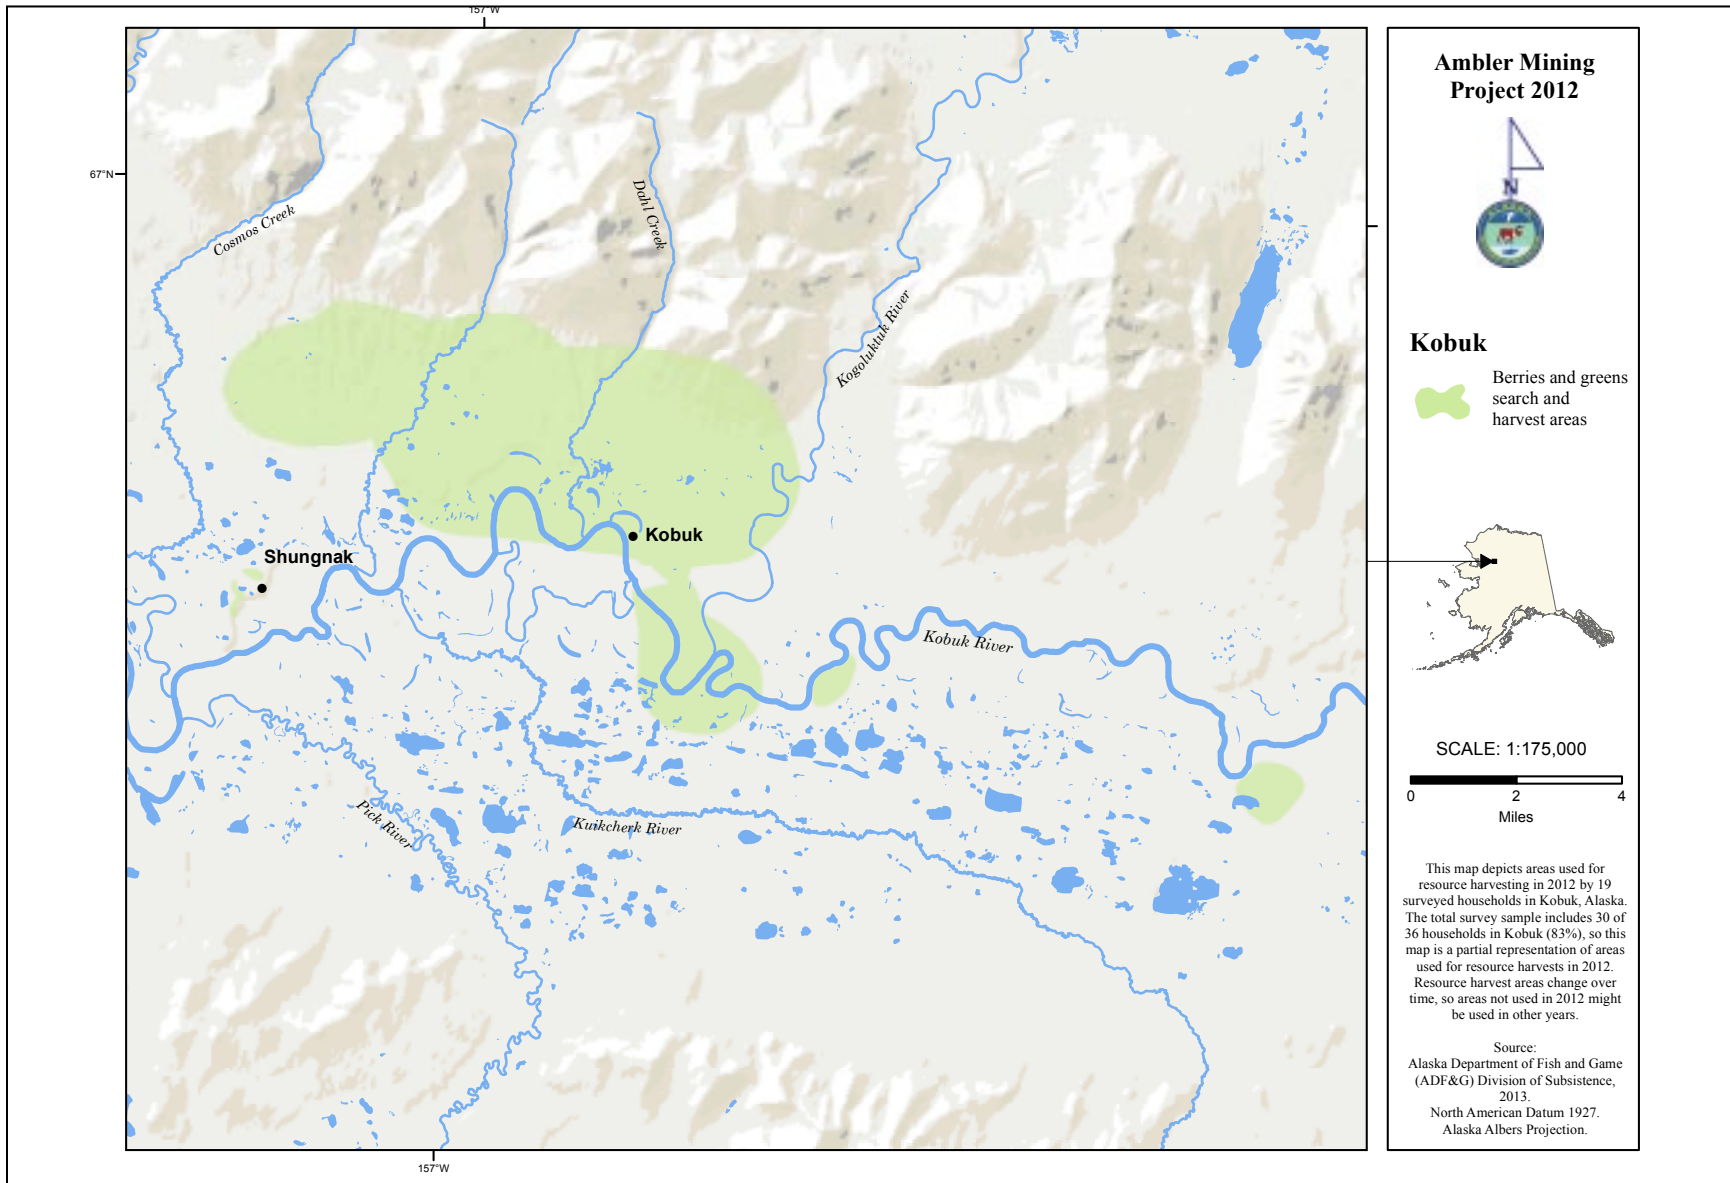 157°W
67°N
Cosmos Creek
Dahl Creek
Kogoluktuk River
Shungnak
Kobuk
Kobuk River
Pick River
Kuikcherk River
157°W
Ambler Mining
Project 2012
N
Kobuk
Berries and greens
search and
harvest areas
SCALE: 1:175,000
0 2 4
Miles
This map depicts areas used for
resource harvesting in 2012 by 19
surveyed households in Kobuk, Alaska.
The total survey sample includes 30 of
36 households in Kobuk (83%), so this
map is a partial representation of areas
used for resource harvests in 2012.
Resource harvest areas change over
time, so areas not used in 2012 might
be used in other years.
Source:
Alaska Department of Fish and Game
(ADF&G) Division of Subsistence,
2013.
North American Datum 1927.
Alaska Albers Projection.